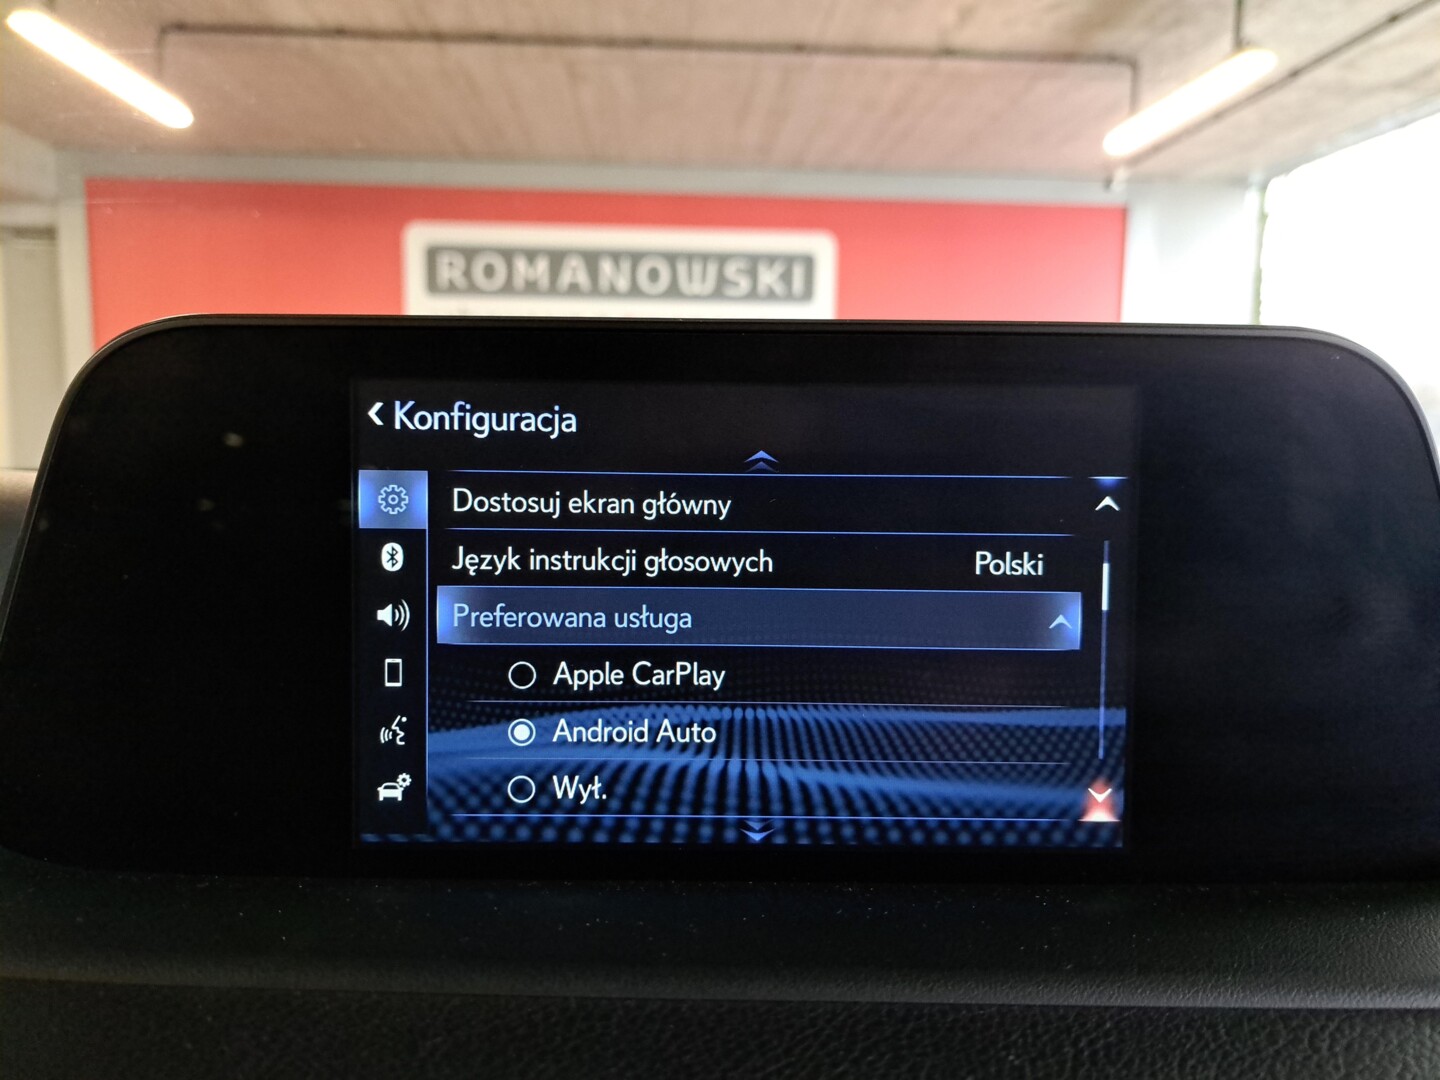 ROMANOWSKI
Konfiguracja
Dostosuj ekran główny
Język instrukcji głosowych Polski
Preferowana usługa
Apple CarPlay
Android Auto
Wył.